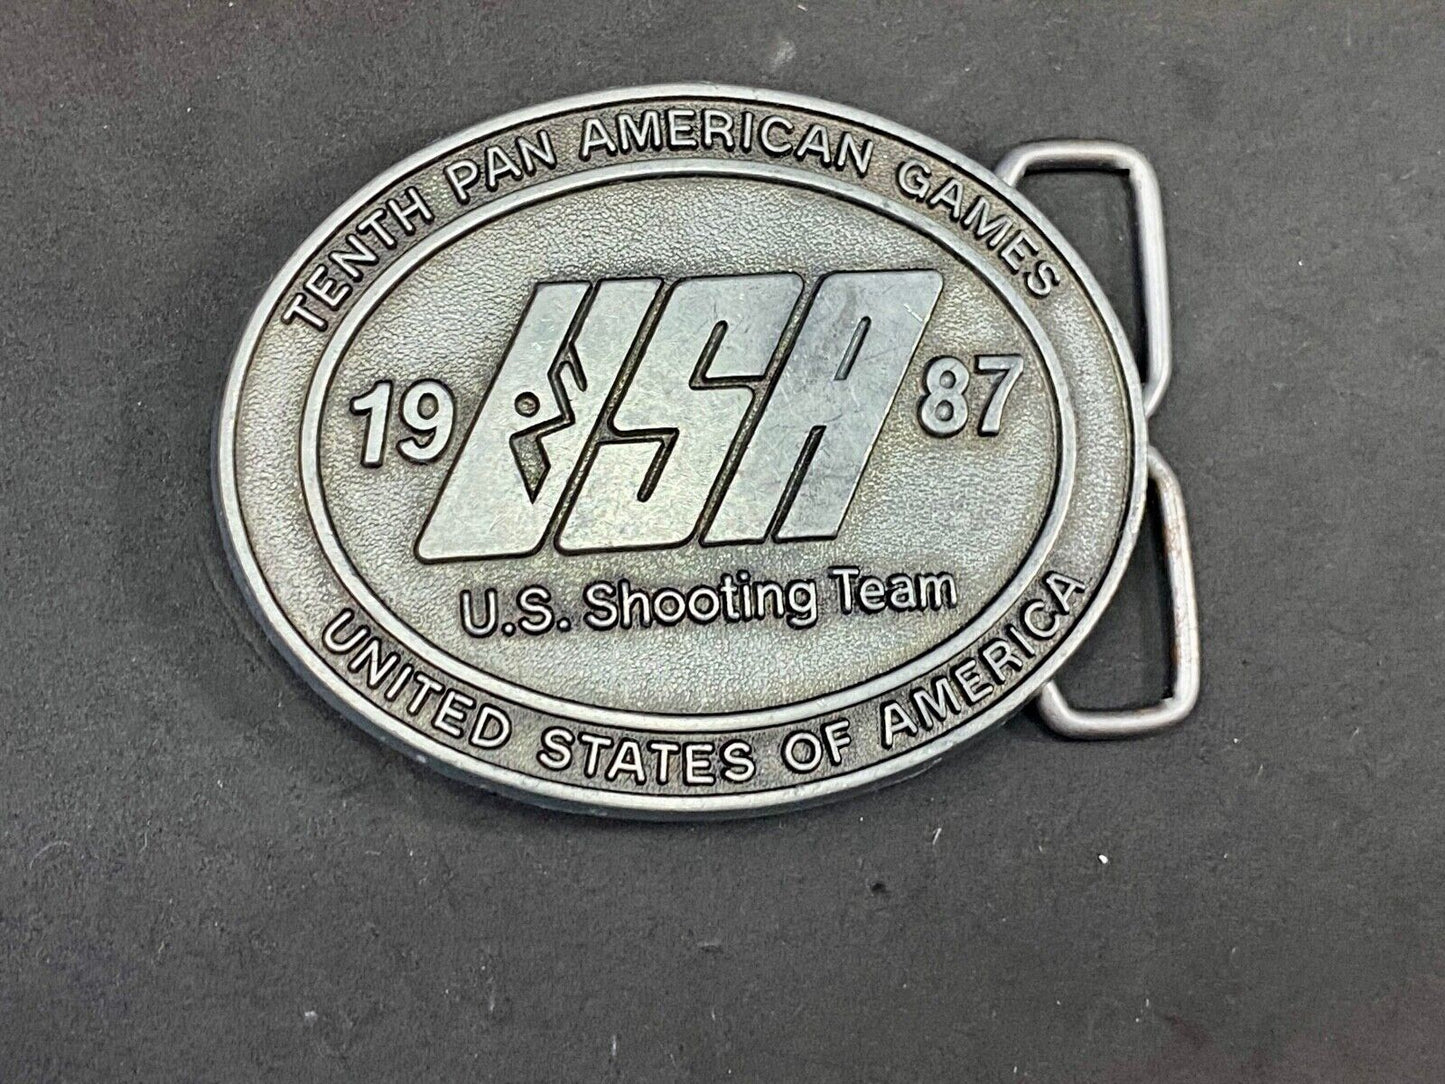 TENTH PAN AMERICAN GAMES
19 USA 87
U.S. Shooting Team
UNITED STATES OF AMERICA